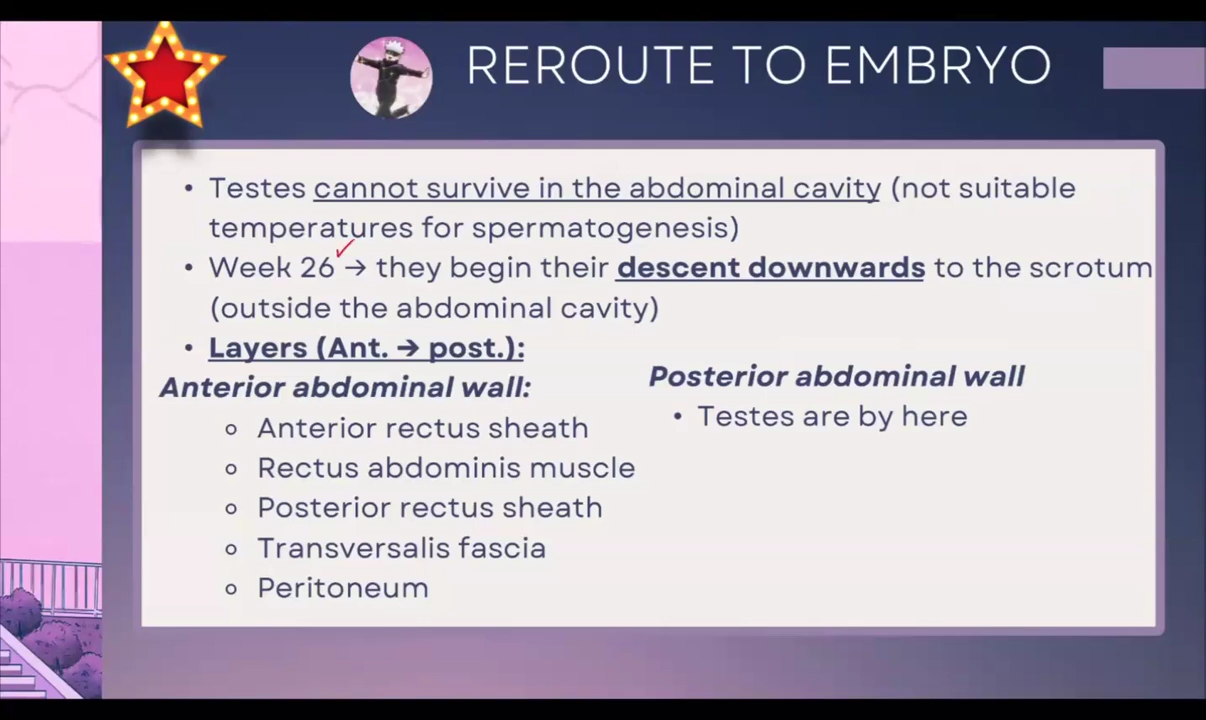 REROUTE TO EMBRYO
• Testes cannot survive in the abdominal cavity (not suitable
temperatures for spermatogenesis)
• Week 26 → they begin their descent downwards to the scrotum
(outside the abdominal cavity)
• Layers (Ant. → post.):
Anterior abdominal wall:
◦ Anterior rectus sheath
◦ Rectus abdominis muscle
◦ Posterior rectus sheath
◦ Transversalis fascia
◦ Peritoneum
Posterior abdominal wall
• Testes are by here